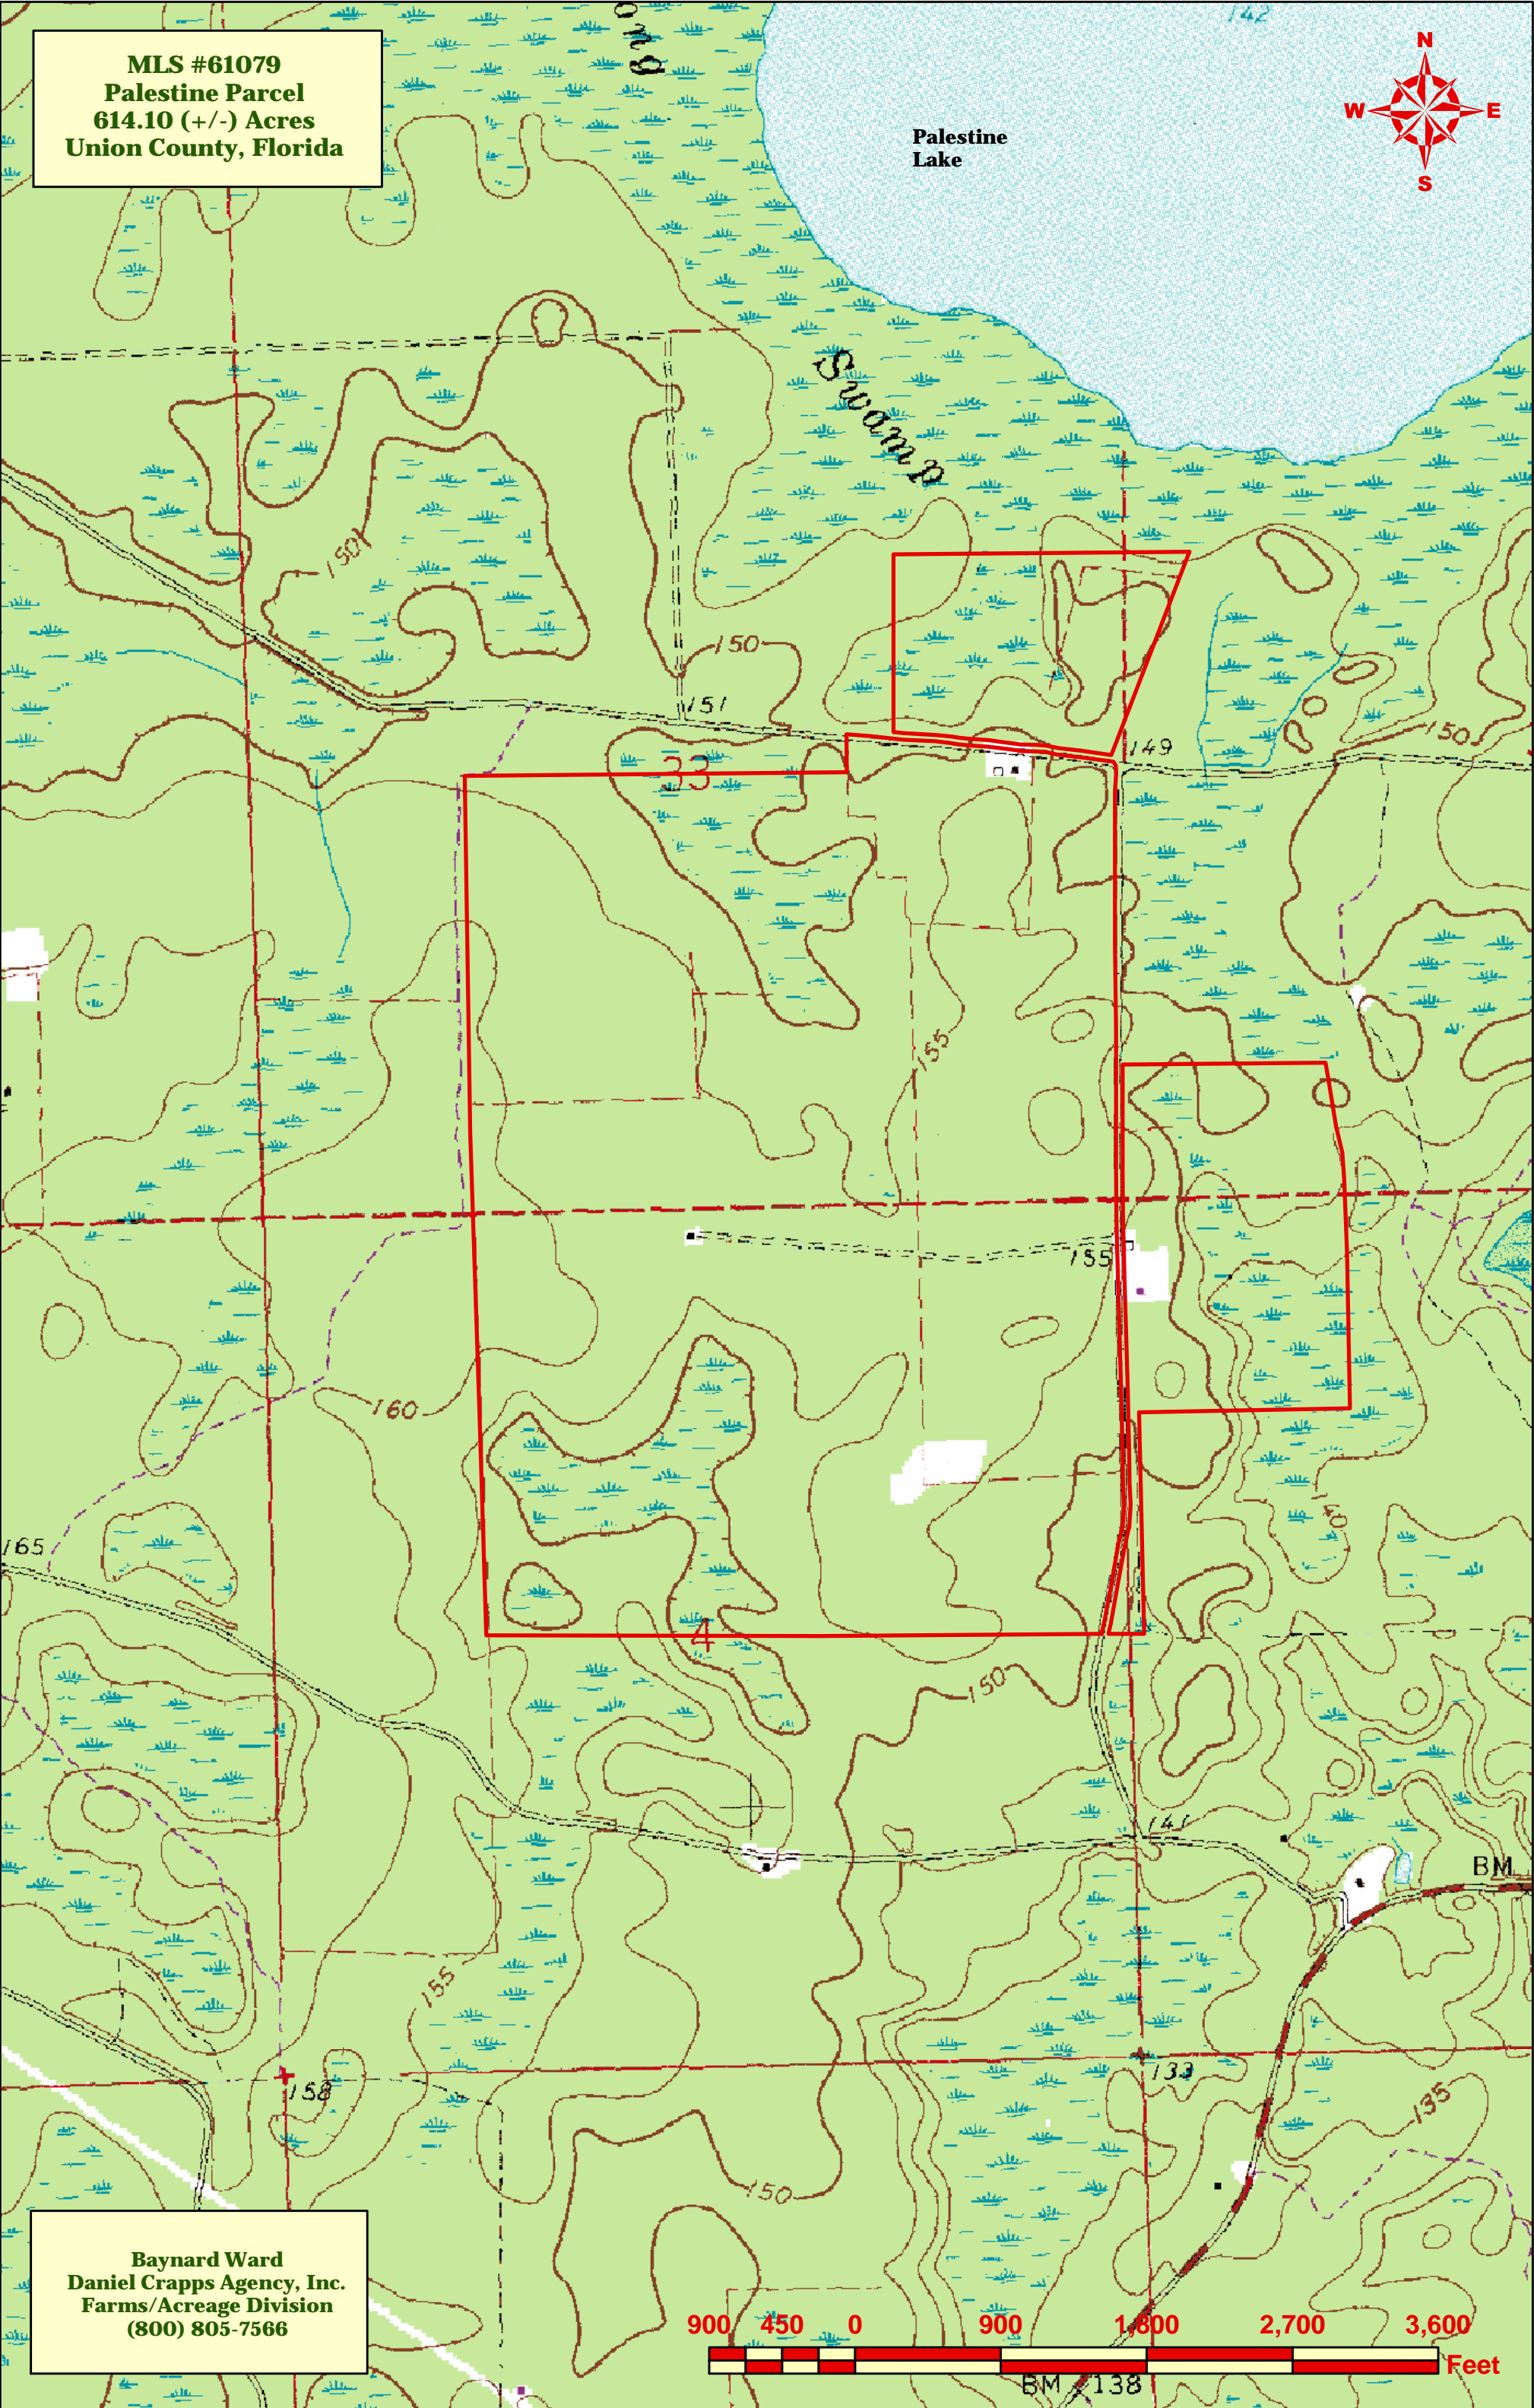 MLS #61079
Palestine Parcel
614.10 (+/-) Acres
Union County, Florida
ong
142
N
W
E
S
Palestine
Lake
Swamp
150
150
151
149
150
33
155
155
160
165
40
4
150
141
BM
155
158
133
135
150
Baynard Ward
Daniel Crapps Agency, Inc.
Farms/Acreage Division
(800) 805-7566
900 450 0 900 1,800 2,700 3,600
Feet
BM 138